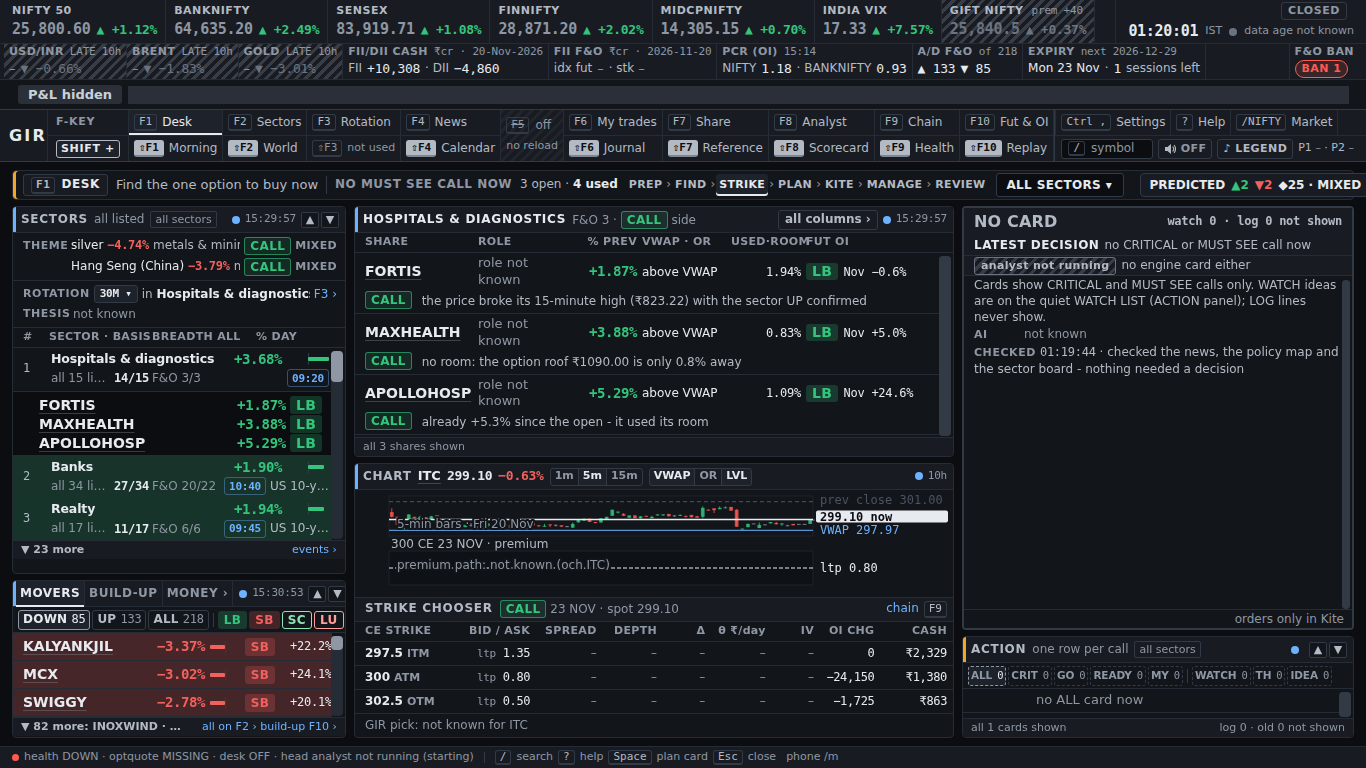 NIFTY 50 BANKNIFTY SENSEX FINNIFTY MIDCPNIFTY INDIA VIX GIFT NIFTY prem +40 CLOSED
25,800.60 ▲ +1.12% 64,635.20 ▲ +2.49% 83,919.71 ▲ +1.08% 28,871.20 ▲ +2.02% 14,305.15 ▲ +0.70% 17.33 ▲ +7.57% 25,840.5 ▲ +0.37% 01:20:01 IST data age not known
USD/INR LATE 10h BRENT LATE 10h GOLD LATE 10h FII/DII CASH ₹cr · 20-Nov-2026 FII F&O ₹cr · 2026-11-20 PCR (OI) 15:14 A/D F&O of 218 EXPIRY next 2026-12-29 F&O BAN
– ▼ −0.66% – ▼ −1.83% – ▼ −3.01% FII +10,308 · DII −4,860 idx fut – · stk – NIFTY 1.18 · BANKNIFTY 0.93 ▲ 133 ▼ 85 Mon 23 Nov · 1 sessions left BAN 1
P&L hidden
GIR F-KEY F1 Desk F2 Sectors F3 Rotation F4 News F5 off F6 My trades F7 Share F8 Analyst F9 Chain F10 Fut & OI Ctrl , Settings ? Help /NIFTY Market
SHIFT + ⇧F1 Morning ⇧F2 World ⇧F3 not used ⇧F4 Calendar no reload ⇧F6 Journal ⇧F7 Reference ⇧F8 Scorecard ⇧F9 Health ⇧F10 Replay / symbol OFF ♪ LEGEND P1 – · P2 –
F1 DESK Find the one option to buy now NO MUST SEE CALL NOW 3 open · 4 used PREP › FIND › STRIKE › PLAN › KITE › MANAGE › REVIEW ALL SECTORS ▾ PREDICTED ▲2 ▼2 ◆25 · MIXED
SECTORS all listed all sectors 15:29:57 ▲ ▼
THEME silver −4.74% metals & minin CALL MIXED
Hang Seng (China) −3.79% n CALL MIXED
ROTATION 30M ▾ in Hospitals & diagnostics F3 ›
THESIS not known
# SECTOR · BASIS BREADTH ALL % DAY
1 Hospitals & diagnostics +3.68%
all 15 li… 14/15 F&O 3/3 09:20
FORTIS +1.87% LB
MAXHEALTH +3.88% LB
APOLLOHOSP +5.29% LB
2 Banks +1.90%
all 34 li… 27/34 F&O 20/22 10:40 US 10-y…
3 Realty +1.94%
all 17 li… 11/17 F&O 6/6 09:45 US 10-y…
▼ 23 more events ›
MOVERS BUILD-UP MONEY › 15:30:53 ▲ ▼
DOWN 85 UP 133 ALL 218 LB SB SC LU
KALYANKJIL −3.37% SB +22.2%
MCX −3.02% SB +24.1%
SWIGGY −2.78% SB +20.1%
▼ 82 more: INOXWIND · … all on F2 › build-up F10 ›
HOSPITALS & DIAGNOSTICS F&O 3 · CALL side all columns › 15:29:57
SHARE ROLE % PREV VWAP · OR USED·ROOM FUT OI
FORTIS role not known +1.87% above VWAP 1.94% LB Nov −0.6%
CALL the price broke its 15-minute high (₹823.22) with the sector UP confirmed
MAXHEALTH role not known +3.88% above VWAP 0.83% LB Nov +5.0%
CALL no room: the option roof ₹1090.00 is only 0.8% away
APOLLOHOSP role not known +5.29% above VWAP 1.09% LB Nov +24.6%
CALL already +5.3% since the open - it used its room
all 3 shares shown
CHART ITC 299.10 −0.63% 1m 5m 15m VWAP OR LVL 10h
prev close 301.00
299.10 now
5-min bars · Fri 20 Nov
VWAP 297.97
300 CE 23 NOV · premium
premium path: not known (och.ITC)
ltp 0.80
STRIKE CHOOSER CALL 23 NOV · spot 299.10 chain F9
CE STRIKE BID / ASK SPREAD DEPTH Δ θ ₹/day IV OI CHG CASH
297.5 ITM ltp 1.35 – – – – – 0 ₹2,329
300 ATM ltp 0.80 – – – – – −24,150 ₹1,380
302.5 OTM ltp 0.50 – – – – – −1,725 ₹863
GIR pick: not known for ITC
NO CARD watch 0 · log 0 not shown
LATEST DECISION no CRITICAL or MUST SEE call now
analyst not running no engine card either
Cards show CRITICAL and MUST SEE calls only. WATCH ideas
are on the quiet WATCH LIST (ACTION panel); LOG lines
never show.
AI not known
CHECKED 01:19:44 · checked the news, the policy map and
the sector board - nothing needed a decision
orders only in Kite
ACTION one row per call all sectors ▲ ▼
ALL 0 CRIT 0 GO 0 READY 0 MY 0 WATCH 0 TH 0 IDEA 0
no ALL card now
all 1 cards shown log 0 · old 0 not shown
health DOWN · optquote MISSING · desk OFF · head analyst not running (starting) / search ? help Space plan card Esc close phone /m